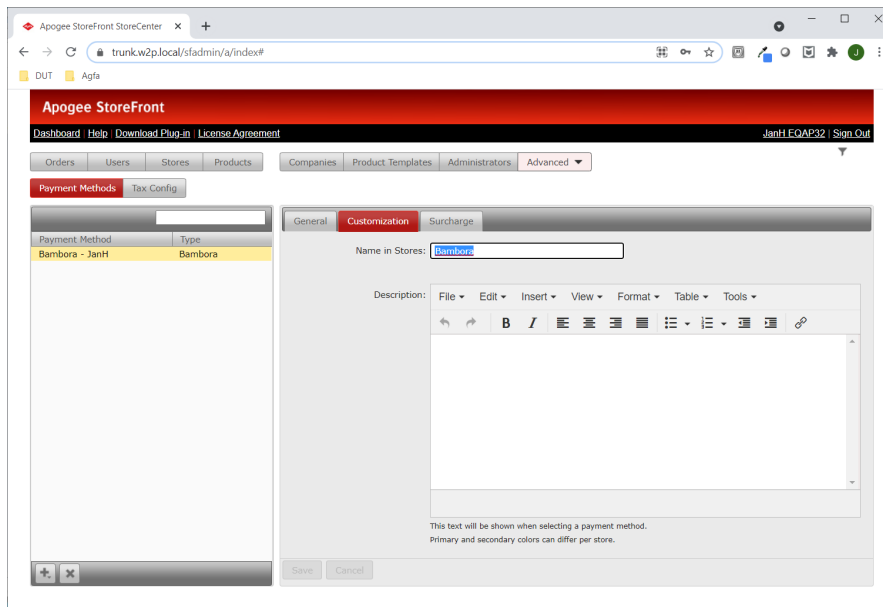 Apogee StoreFront StoreCenter
trunk.w2p.local/sfadmin/a/index#
DUT Agfa
Apogee StoreFront
Dashboard | Help | Download Plug-in | License Agreement
JanH EQAP32 | Sign Out
Orders Users Stores Products Companies Product Templates Administrators Advanced
Payment Methods Tax Config
Payment Method Type
Bambora - JanH Bambora
General Customization Surcharge
Name in Stores: Bambora
Description:
File Edit Insert View Format Table Tools
B I
This text will be shown when selecting a payment method.
Primary and secondary colors can differ per store.
Save Cancel